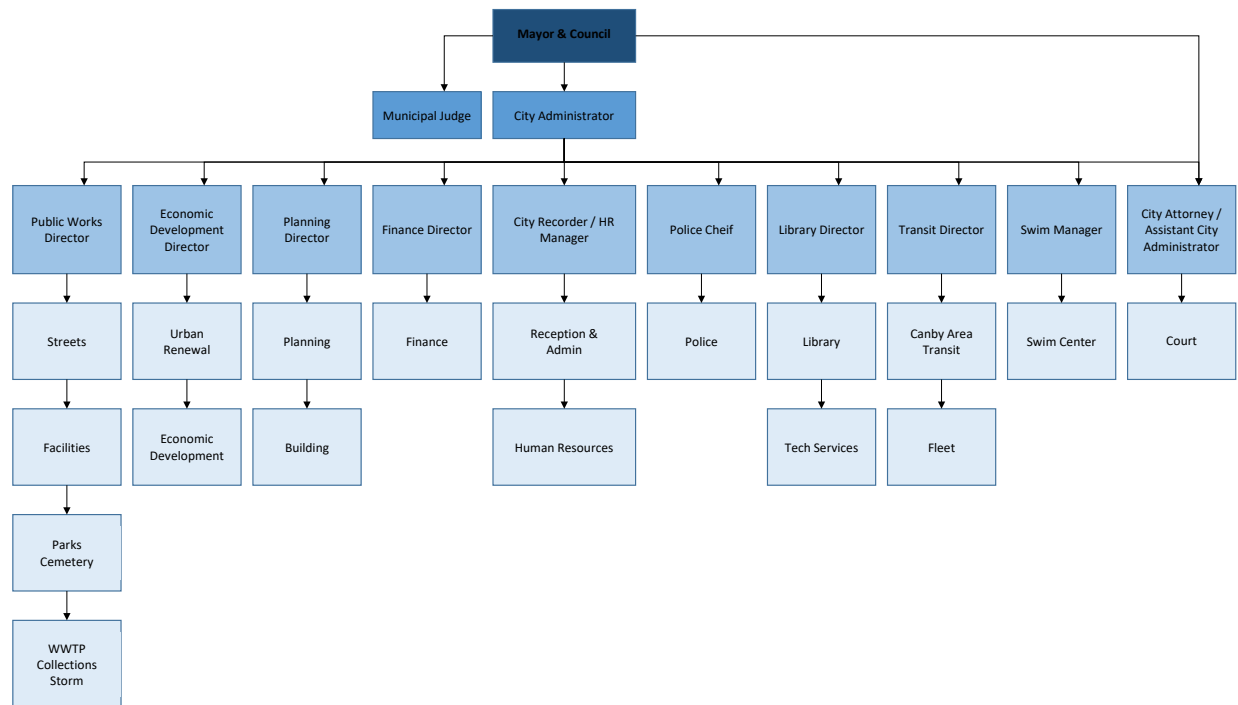 Mayor & Council
Municipal Judge
City Administrator
Public Works
Director
Economic
Development
Director
Planning
Director
Finance Director
City Recorder / HR
Manager
Police Cheif
Library Director
Transit Director
Swim Manager
City Attorney /
Assistant City
Administrator
Streets
Urban
Renewal
Planning
Finance
Reception &
Admin
Police
Library
Canby Area
Transit
Swim Center
Court
Facilities
Economic
Development
Building
Human Resources
Tech Services
Fleet
Parks
Cemetery
WWTP
Collections
Storm